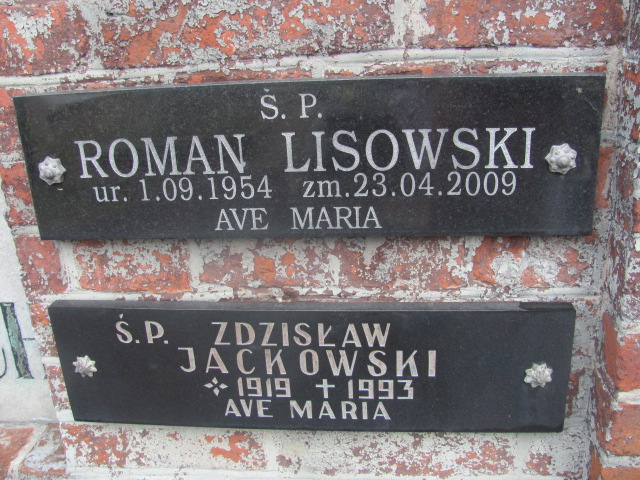 Ś. P.
ROMAN LISOWSKI
ur. 1.09.1954 zm. 23.04.2009
AVE MARIA
Ś.P. ZDZISŁAW
JACKOWSKI
1919 + 1993
AVE MARIA